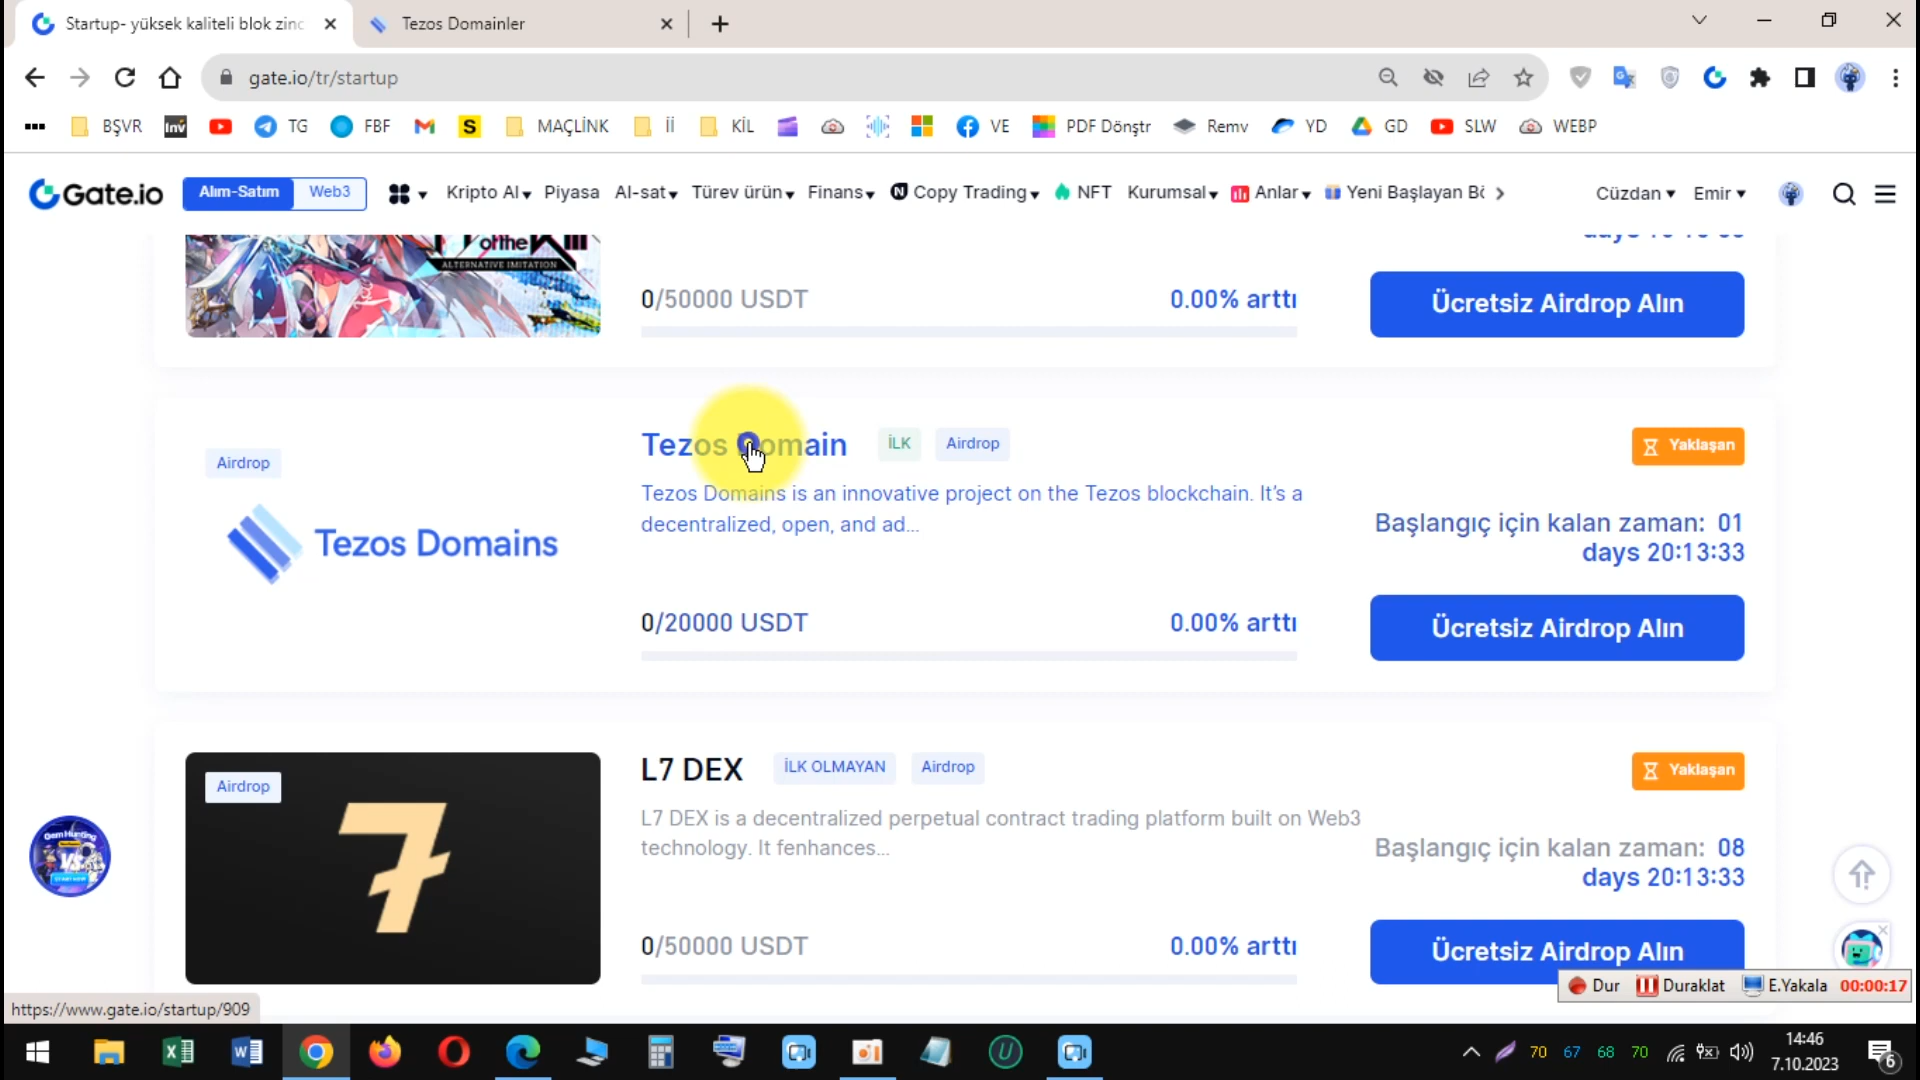 Startup- yüksek kaliteli blok zinc
Tezos Domainler
gate.io/tr/startup
BŞVR
Inv
TG
FBF
S
MAÇLİNK
İİ
KİL
VE
PDF Dönştr
Remv
YD
GD
SLW
WEBP
Gate.io
Alım-Satım
Web3
Kripto Al
Piyasa
Al-sat
Türev ürün
Finans
Copy Trading
NFT
Kurumsal
Anlar
Yeni Başlayan Bö
Cüzdan
Emir
ALTERNATIVE IMITATION
0/50000 USDT
0.00% arttı
Ücretsiz Airdrop Alın
Airdrop
Tezos Domains
Tezos Domain
İLK
Airdrop
Yaklaşan
Tezos Domains is an innovative project on the Tezos blockchain. It's a
decentralized, open, and ad...
Başlangıç için kalan zaman: 01
days 20:13:33
0/20000 USDT
0.00% arttı
Ücretsiz Airdrop Alın
Airdrop
L7 DEX
İLK OLMAYAN
Airdrop
Yaklaşan
L7 DEX is a decentralized perpetual contract trading platform built on Web3
technology. It fenhances...
Başlangıç için kalan zaman: 08
days 20:13:33
0/50000 USDT
0.00% arttı
Ücretsiz Airdrop Alın
Gem Hunting
VS
Dur
Duraklat
E.Yakala
00:00:17
https://www.gate.io/startup/909
70
67
68
70
14:46
7.10.2023
6